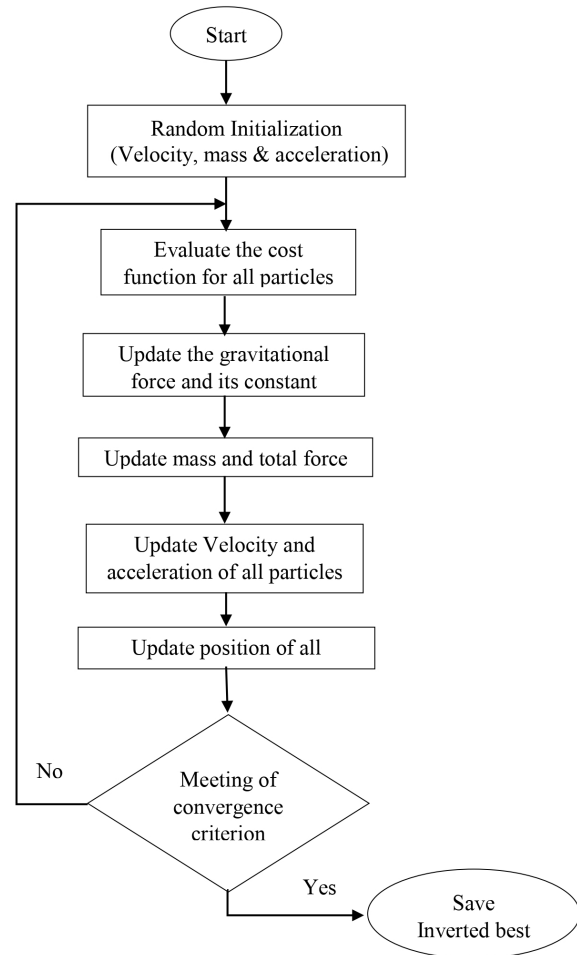 Start
Random Initialization
(Velocity, mass & acceleration)
Evaluate the cost
function for all particles
Update the gravitational
force and its constant
Update mass and total force
Update Velocity and
acceleration of all particles
Update position of all
No
Meeting of
convergence
criterion
Yes
Save
Inverted best